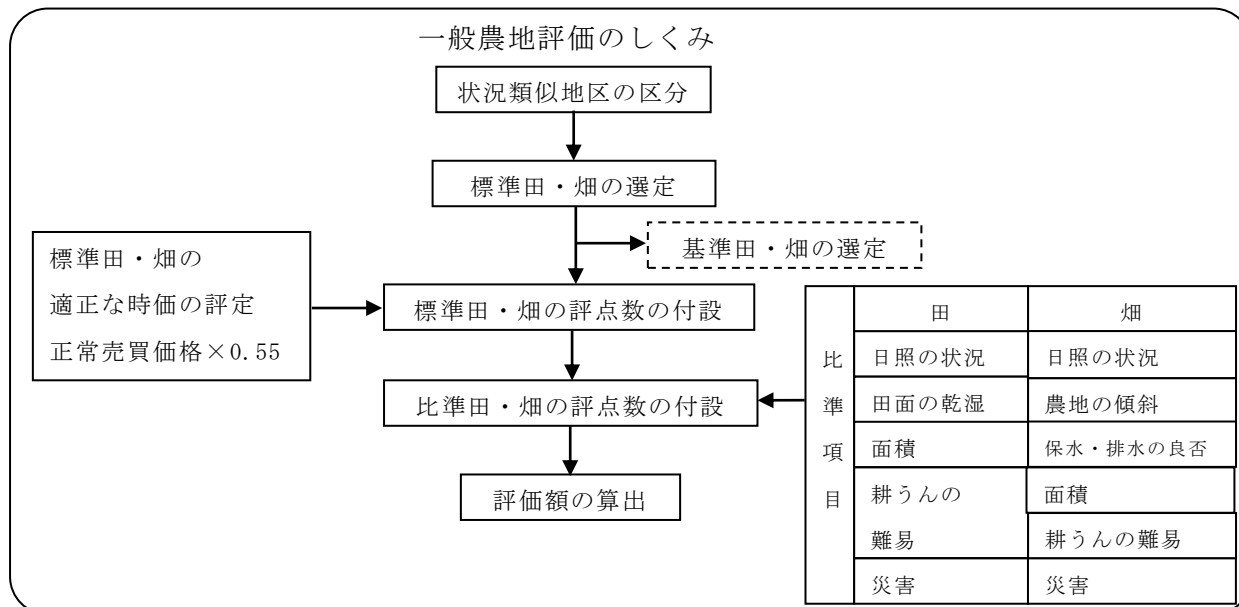 一般農地評価のしくみ
状況類似地区の区分
標準田・畑の選定
基準田・畑の選定
標準田・畑の
適正な時価の評定
正常売買価格×0.55
標準田・畑の評点数の付設
比準田・畑の評点数の付設
評価額の算出
比準項目
田 畑
日照の状況 日照の状況
田面の乾湿 農地の傾斜
面積 保水・排水の良否
耕うんの 面積
難易 耕うんの難易
災害 災害